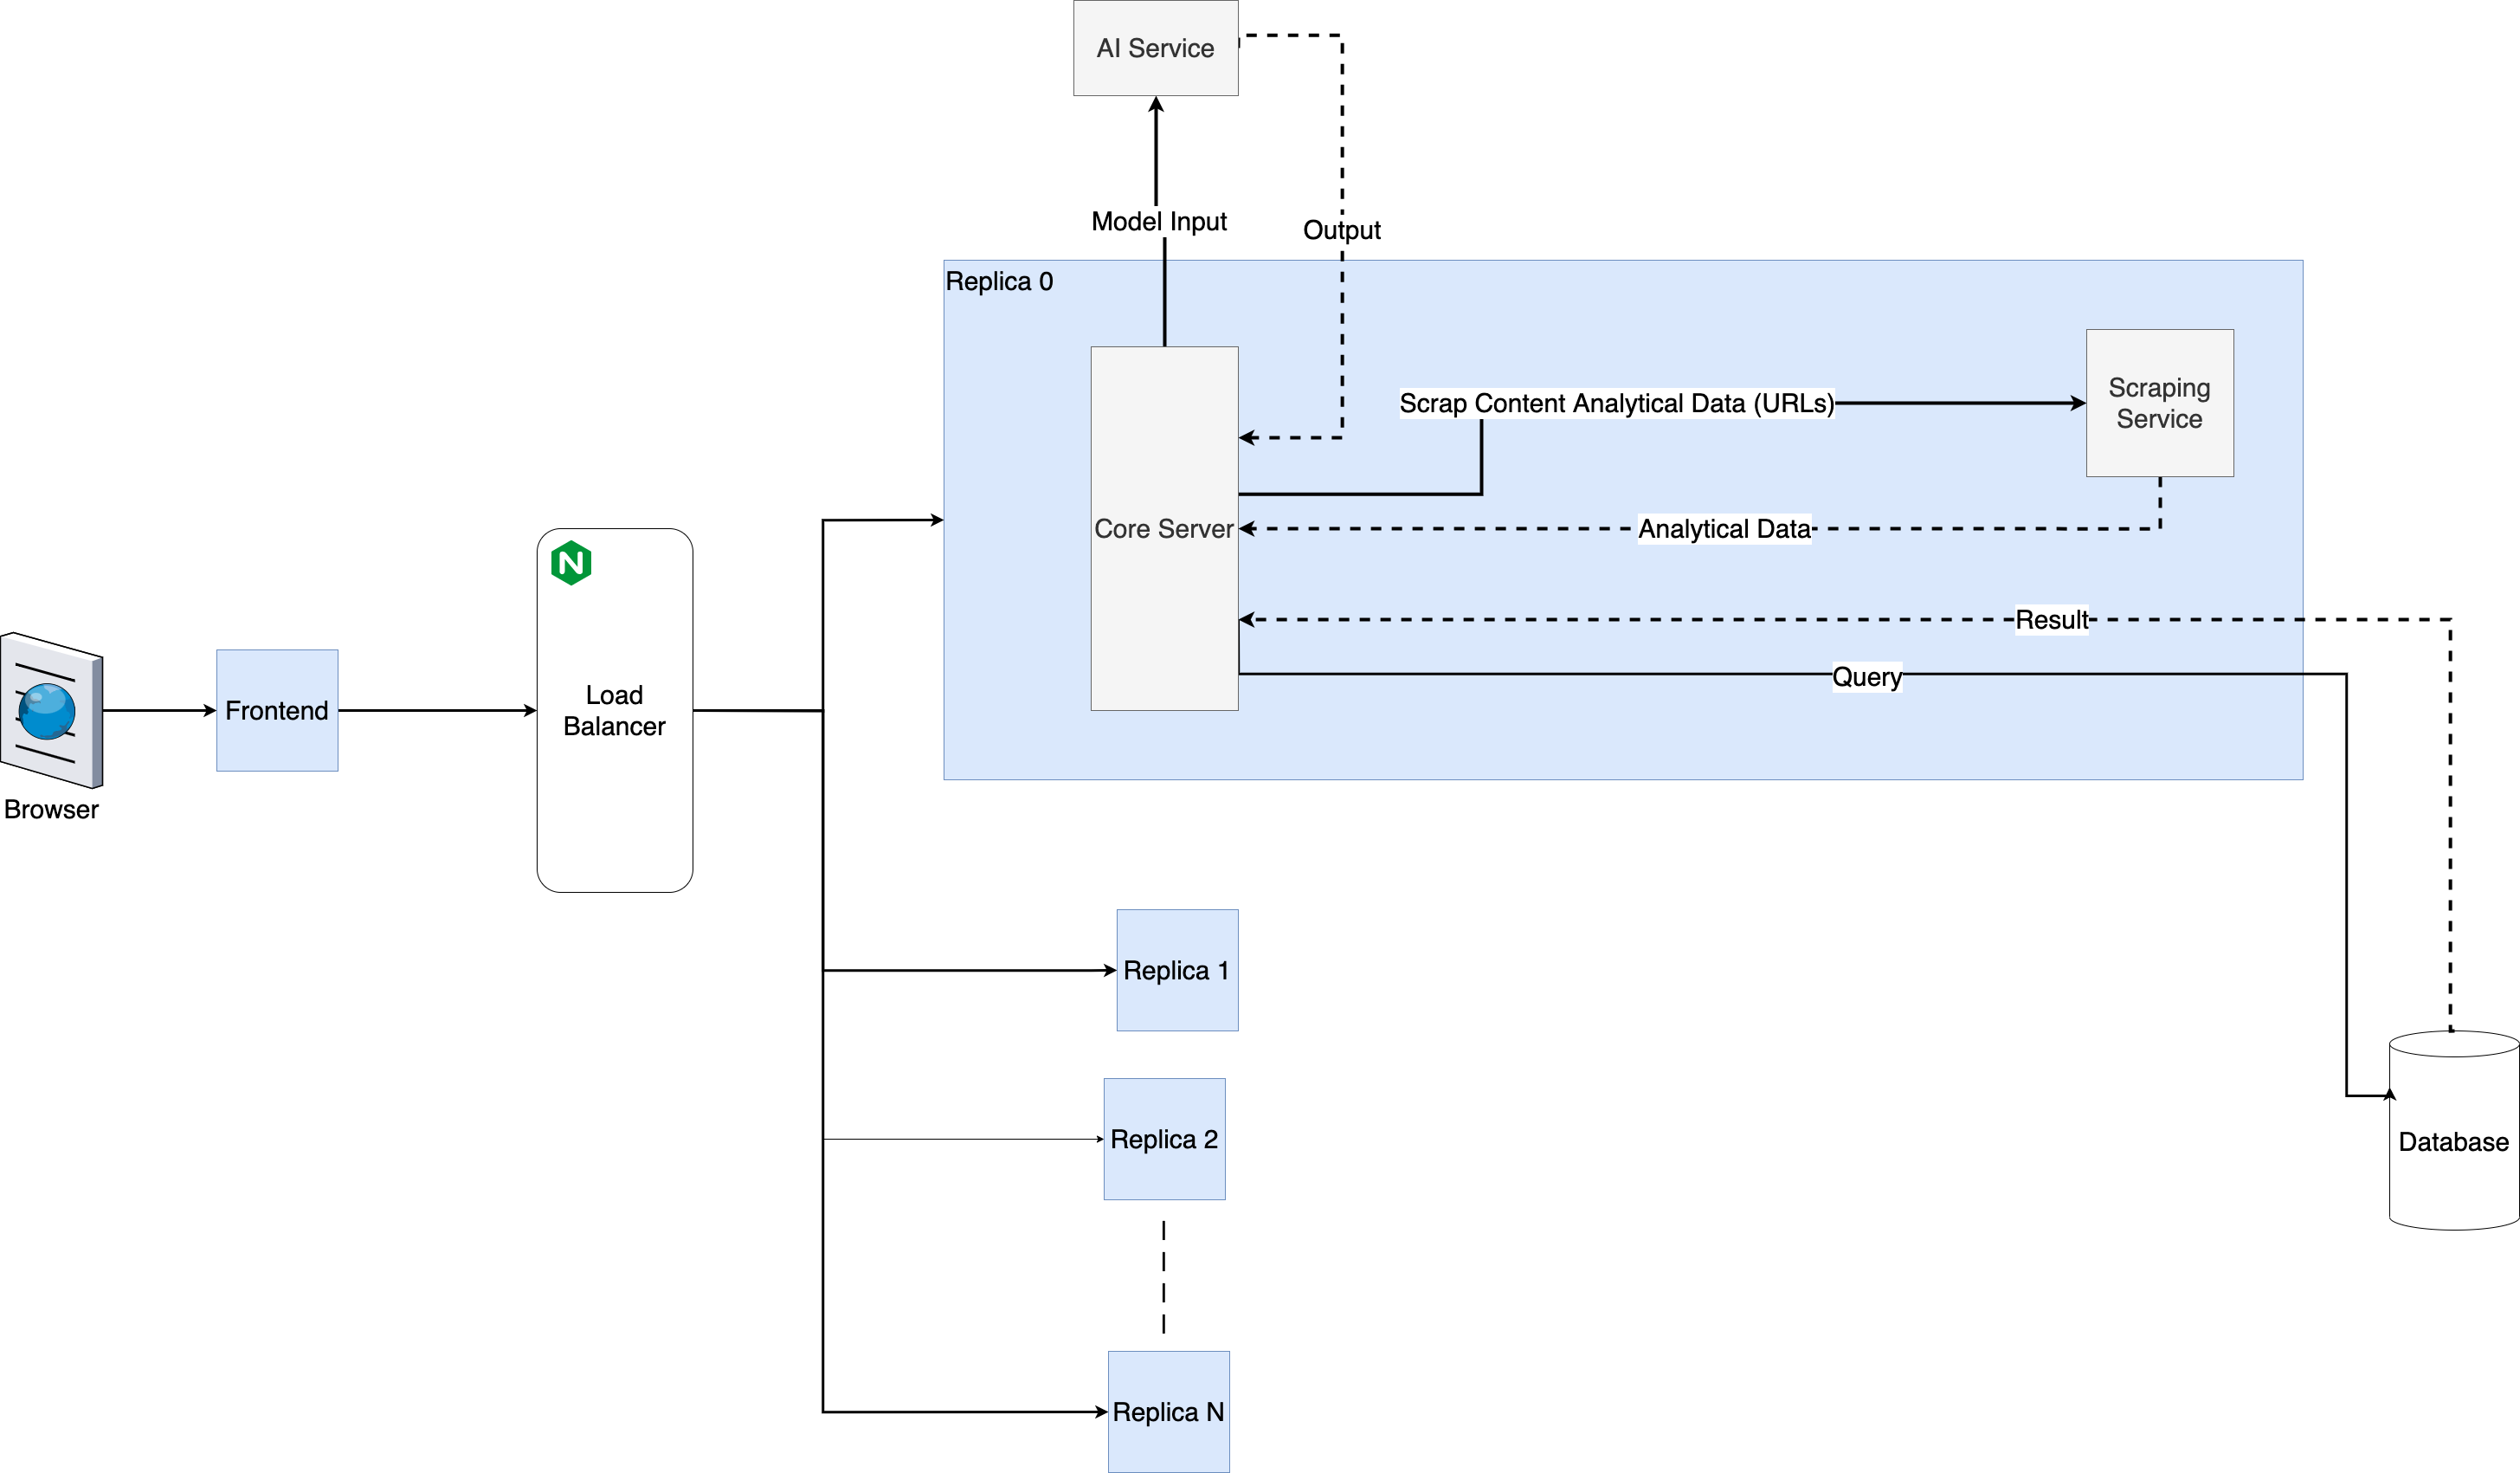 AI Service
Model Input
Output
Replica 0
Scrap Content Analytical Data (URLs)
Scraping
Service
Core Server
Analytical Data
Result
Query
N
Load
Balancer
Frontend
Browser
Replica 1
Replica 2
Database
Replica N